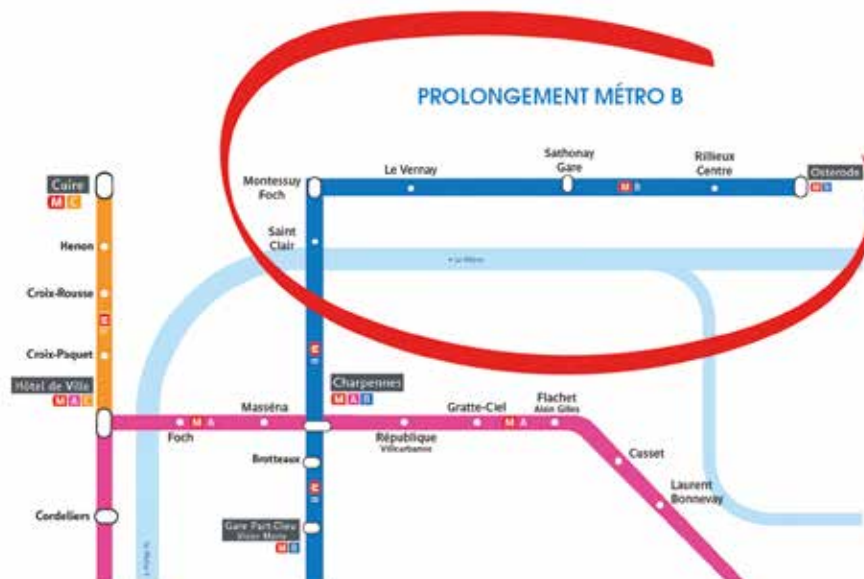 PROLONGEMENT MÉTRO B
Cuire
M C
Henon
Croix-Rousse
Croix-Paquet
Hôtel de Ville
M A C
Cordeliers
Montessuy
Foch
Le Vernay
Sathonay
Gare
M B
Rillieux
Centre
Osterode
M B
Saint
Clair
Charpennes
M A B
Foch
M A
Masséna
République
Villeurbanne
Gratte-Ciel
M A
Flachet
Alain Gilles
Cusset
Laurent
Bonnevay
Brotteaux
Gare Part-Dieu
M B